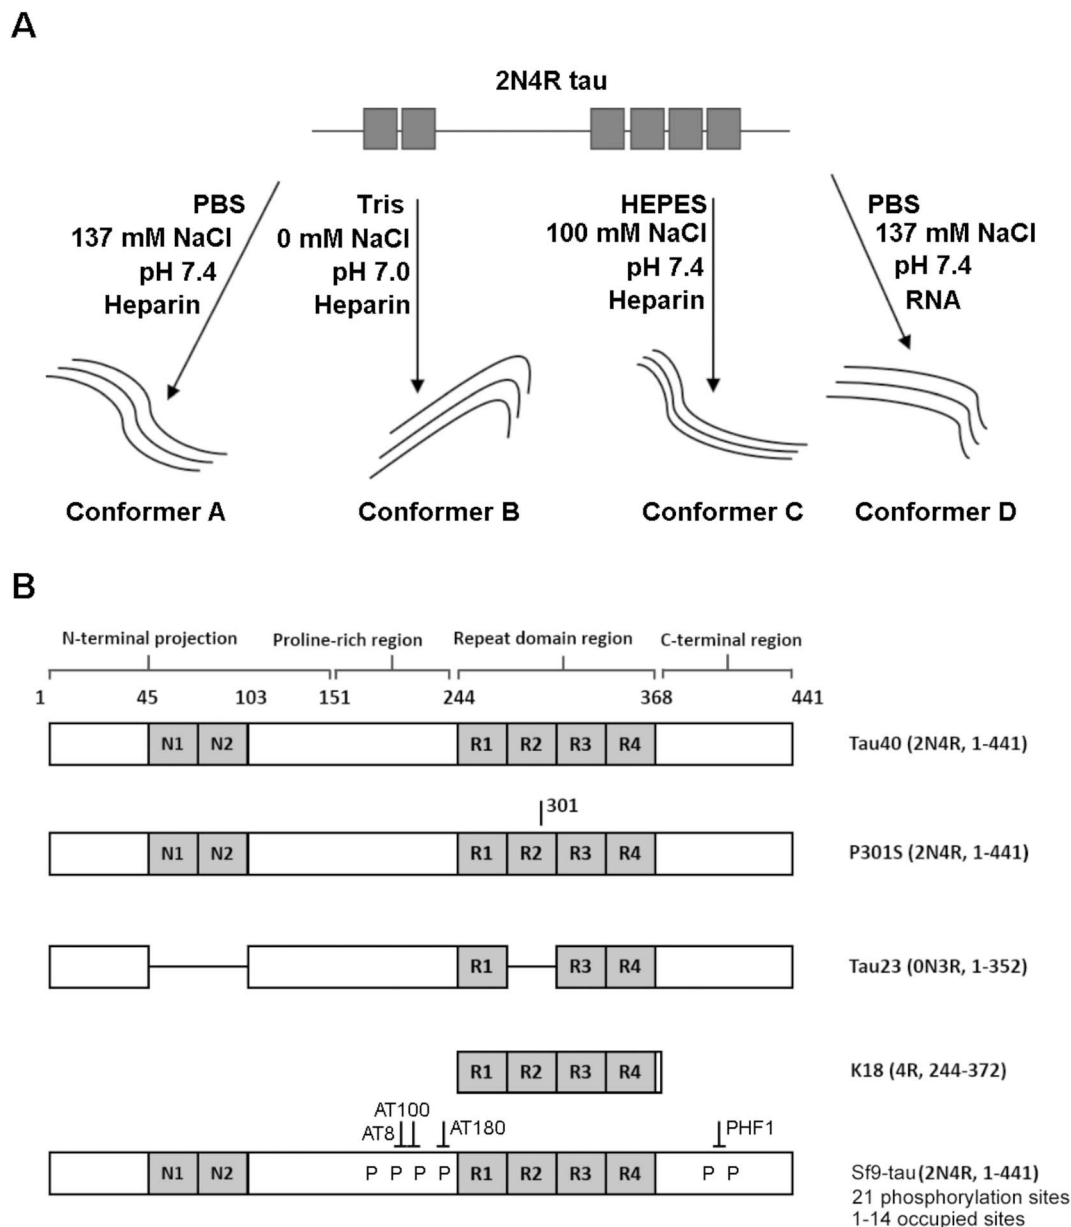 A
2N4R tau
PBS
137 mM NaCl
pH 7.4
Heparin
Tris
0 mM NaCl
pH 7.0
Heparin
HEPES
100 mM NaCl
pH 7.4
Heparin
PBS
137 mM NaCl
pH 7.4
RNA
Conformer A
Conformer B
Conformer C
Conformer D
B
N-terminal projection
Proline-rich region
Repeat domain region
C-terminal region
1 45 103 151 244 368 441
N1 N2 R1 R2 R3 R4 Tau40 (2N4R, 1-441)
301
N1 N2 R1 R2 R3 R4 P301S (2N4R, 1-441)
R1 R3 R4 Tau23 (0N3R, 1-352)
R1 R2 R3 R4 K18 (4R, 244-372)
AT100
AT8 AT180 PHF1
N1 N2 P P P P R1 R2 R3 R4 P P Sf9-tau(2N4R, 1-441)
21 phosphorylation sites
1-14 occupied sites